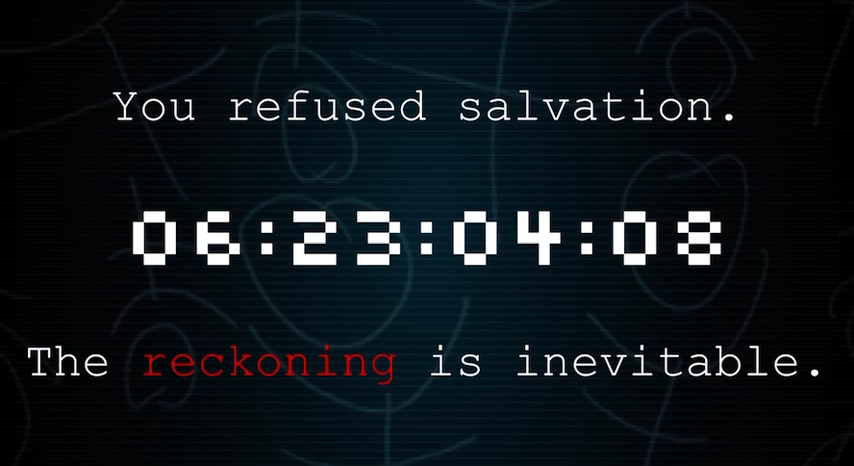 You refused salvation.
06:23:04:08
The reckoning is inevitable.